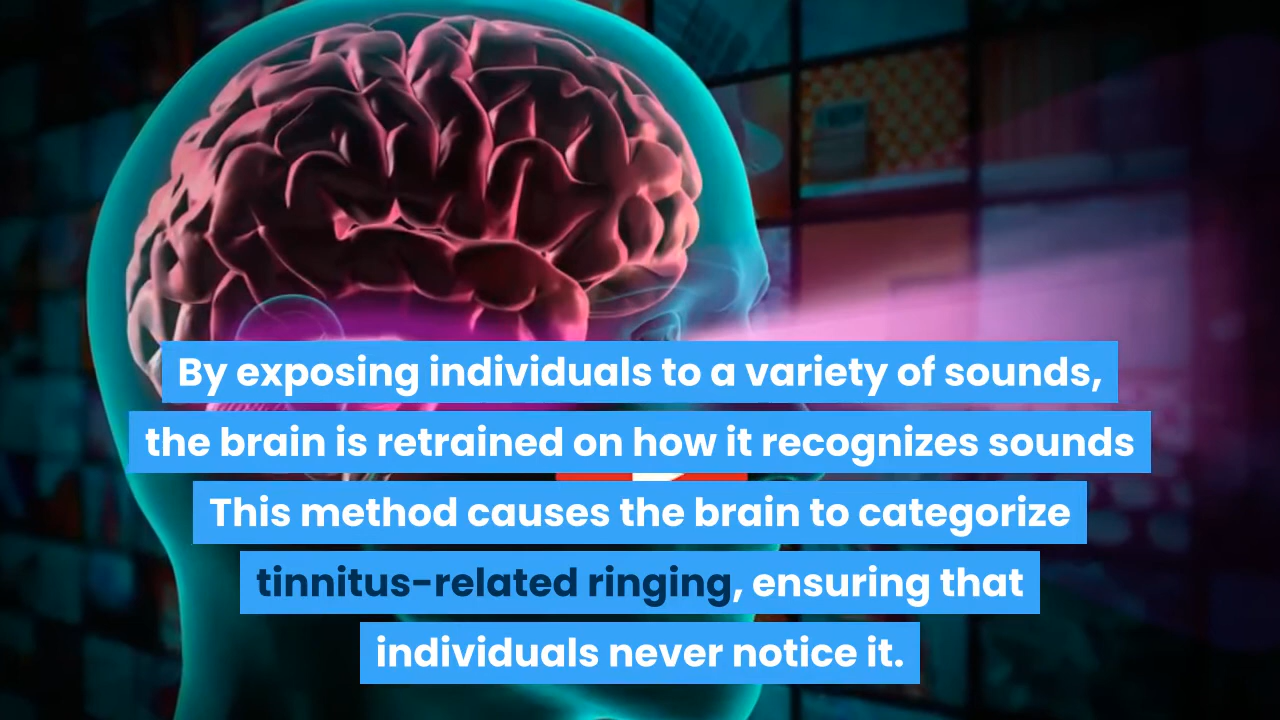 By exposing individuals to a variety of sounds,
the brain is retrained on how it recognizes sounds
This method causes the brain to categorize
tinnitus-related ringing, ensuring that
individuals never notice it.